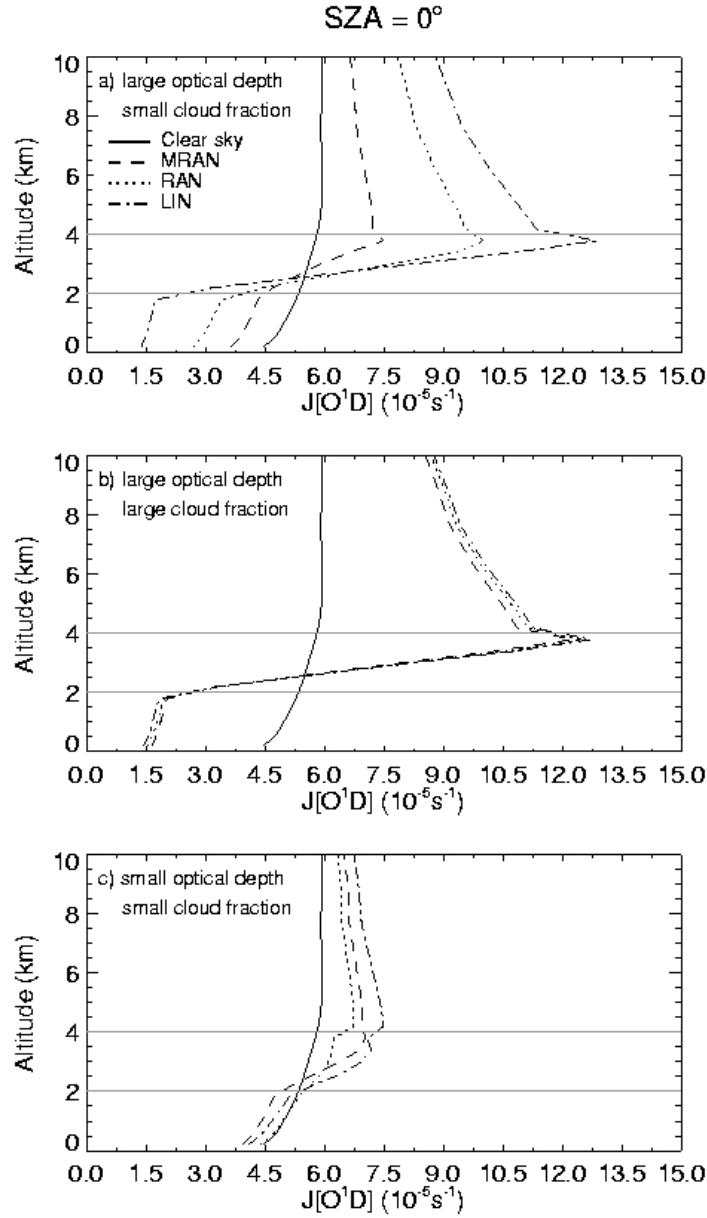 SZA = 0°
a) large optical depth
small cloud fraction
Clear sky
MRAN
RAN
LIN
Altitude (km)
10
8
6
4
2
0
0.0 1.5 3.0 4.5 6.0 7.5 9.0 10.5 12.0 13.5 15.0
J[O¹D] (10⁻⁵s⁻¹)
b) large optical depth
large cloud fraction
Altitude (km)
10
8
6
4
2
0
0.0 1.5 3.0 4.5 6.0 7.5 9.0 10.5 12.0 13.5 15.0
J[O¹D] (10⁻⁵s⁻¹)
c) small optical depth
small cloud fraction
Altitude (km)
10
8
6
4
2
0
0.0 1.5 3.0 4.5 6.0 7.5 9.0 10.5 12.0 13.5 15.0
J[O¹D] (10⁻⁵s⁻¹)